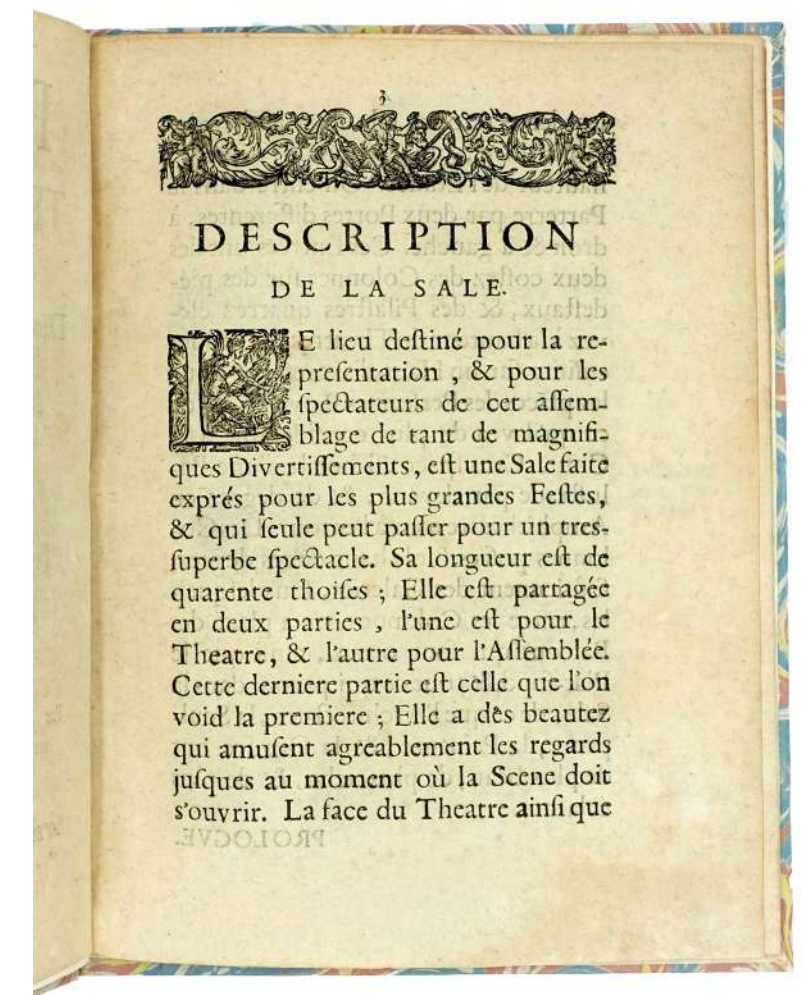 3
DESCRIPTION
DE LA SALE.
LE lieu deſtiné pour la re-
preſentation , & pour les
ſpectateurs de cet aſſem-
blage de tant de magnifi-
ques Divertiſſements, eſt une Sale faite
exprés pour les plus grandes Feſtes,
& qui ſeule peut paſſer pour un tres-
ſuperbe ſpectacle. Sa longueur eſt de
quarente thoiſes ; Elle eſt partagée
en deux parties , l'une eſt pour le
Theatre, & l'autre pour l'Aſſemblée.
Cette derniere partie eſt celle que l'on
void la premiere ; Elle a dês beautez
qui amuſent agreablement les regards
juſques au moment où la Scene doit
s'ouvrir. La face du Theatre ainſi que
PROLOGVE.